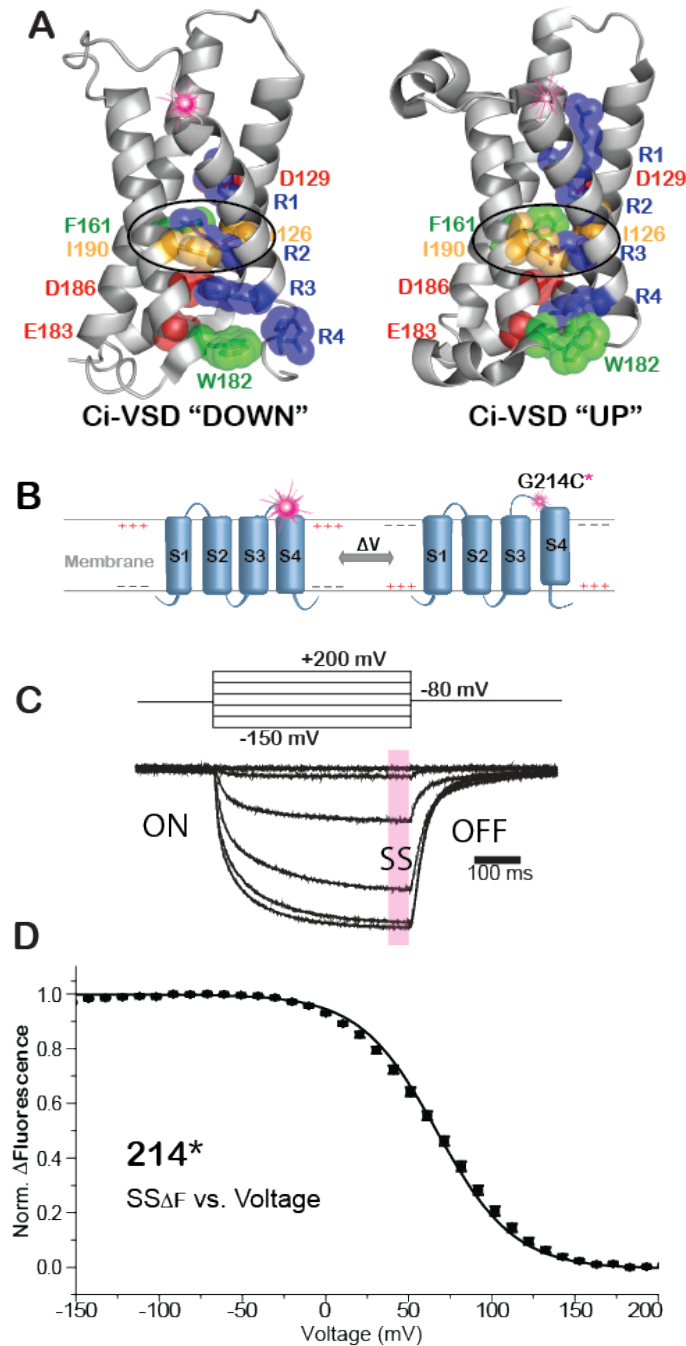 A
D129
R1
F161
I190
I126
R2
D186
R3
E183
R4
W182
Ci-VSD “DOWN”
R1
D129
R2
F161
I190
I126
R3
D186
R4
E183
W182
Ci-VSD “UP”
B
G214C*
+++
+++
– – –
Membrane
S1
S2
S3
S4
ΔV
S1
S2
S3
S4
– – –
– – –
+++
+++
C
+200 mV
-80 mV
-150 mV
ON
SS
OFF
100 ms
D
1.0
0.8
0.6
0.4
0.2
0.0
Norm. ΔFluorescence
214*
SSΔF vs. Voltage
-150
-100
-50
0
50
100
150
200
Voltage (mV)